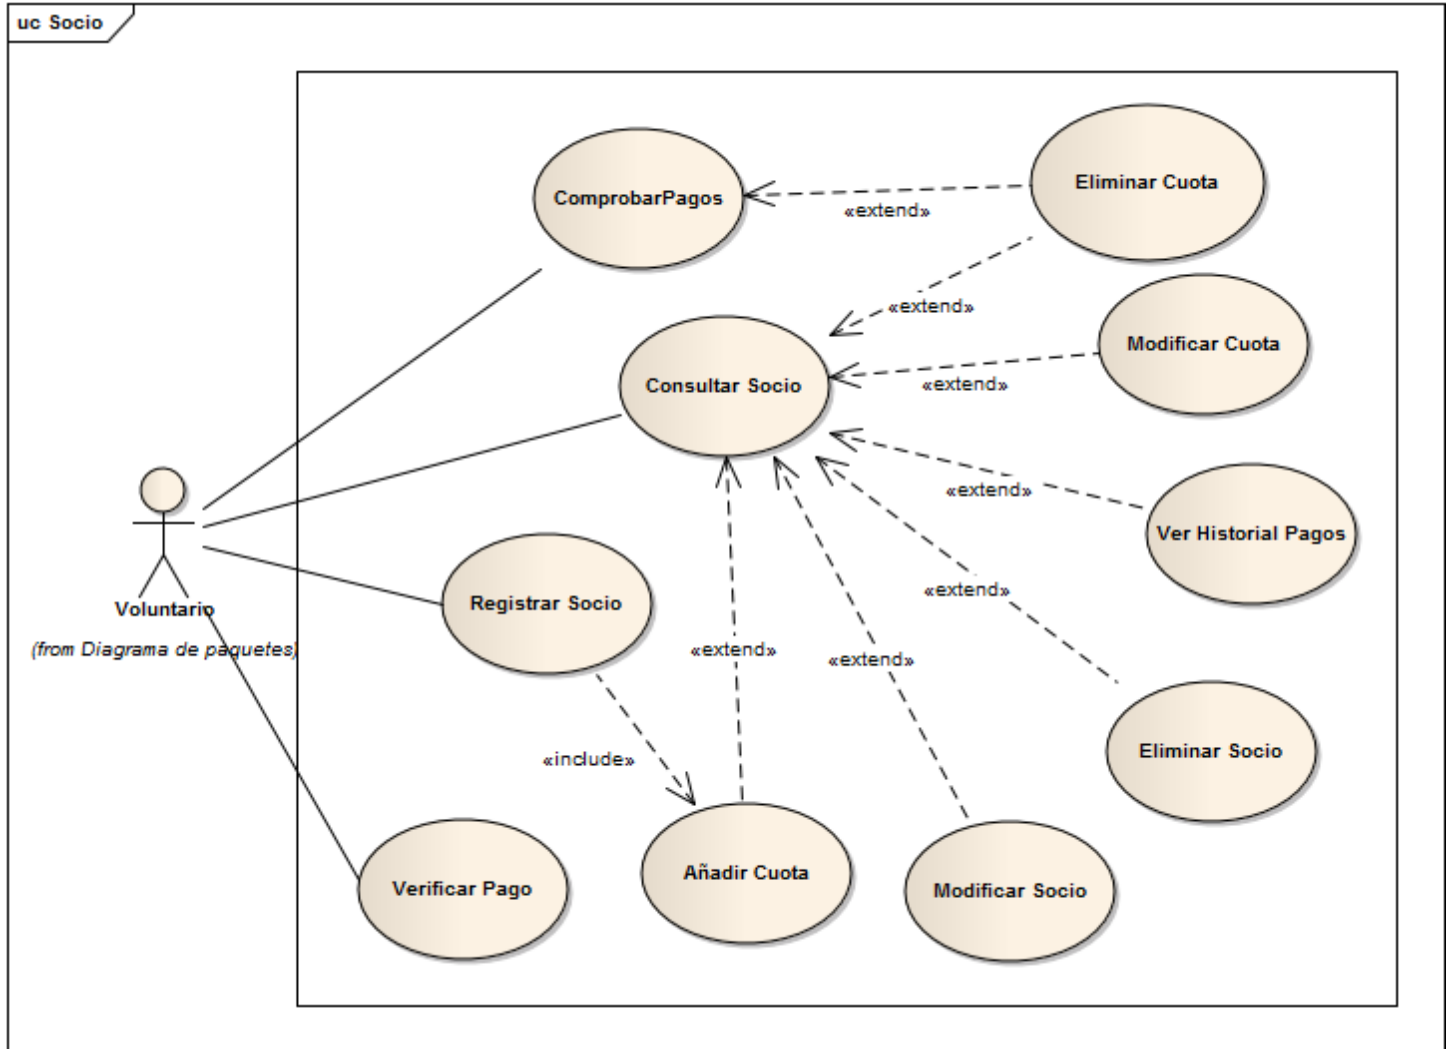 uc Socio
Eliminar Cuota
ComprobarPagos
«extend»
«extend»
Modificar Cuota
Consultar Socio
«extend»
«extend»
Ver Historial Pagos
«extend»
Registrar Socio
Voluntario
(from Diagrama de paquetes)
«extend»
«extend»
Eliminar Socio
«include»
Añadir Cuota
Verificar Pago
Modificar Socio